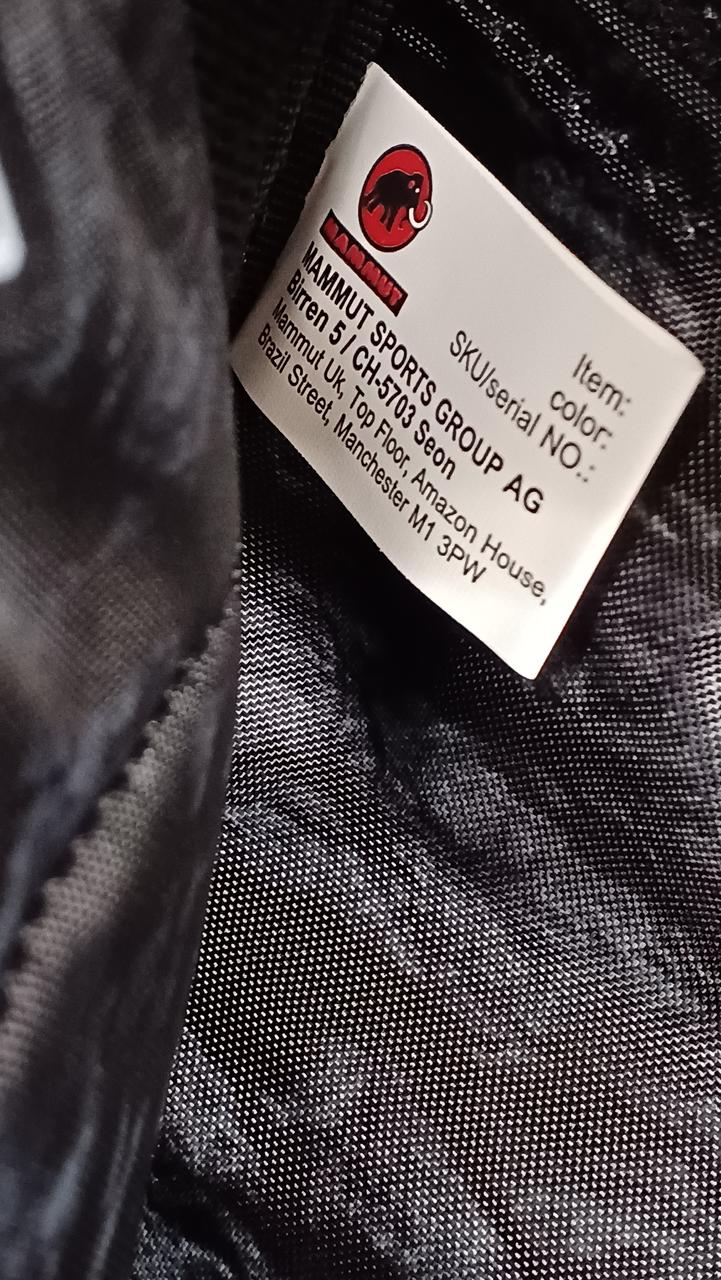 MAMMUT
Item:
color:
SKU/serial NO.:
MAMMUT SPORTS GROUP AG
Birren 5 / CH-5703 Seon
Mammut Uk, Top Floor, Amazon House,
Brazil Street, Manchester M1 3PW